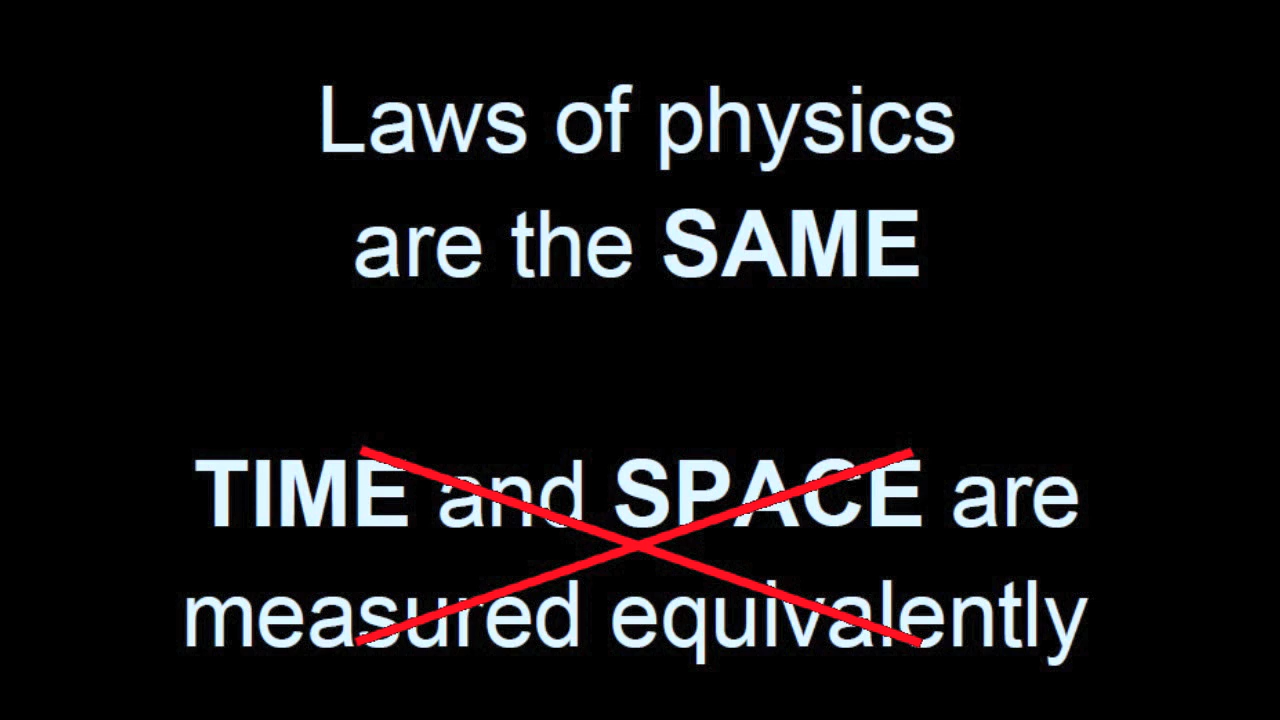 Laws of physics
are the SAME
TIME and SPACE are
measured equivalently